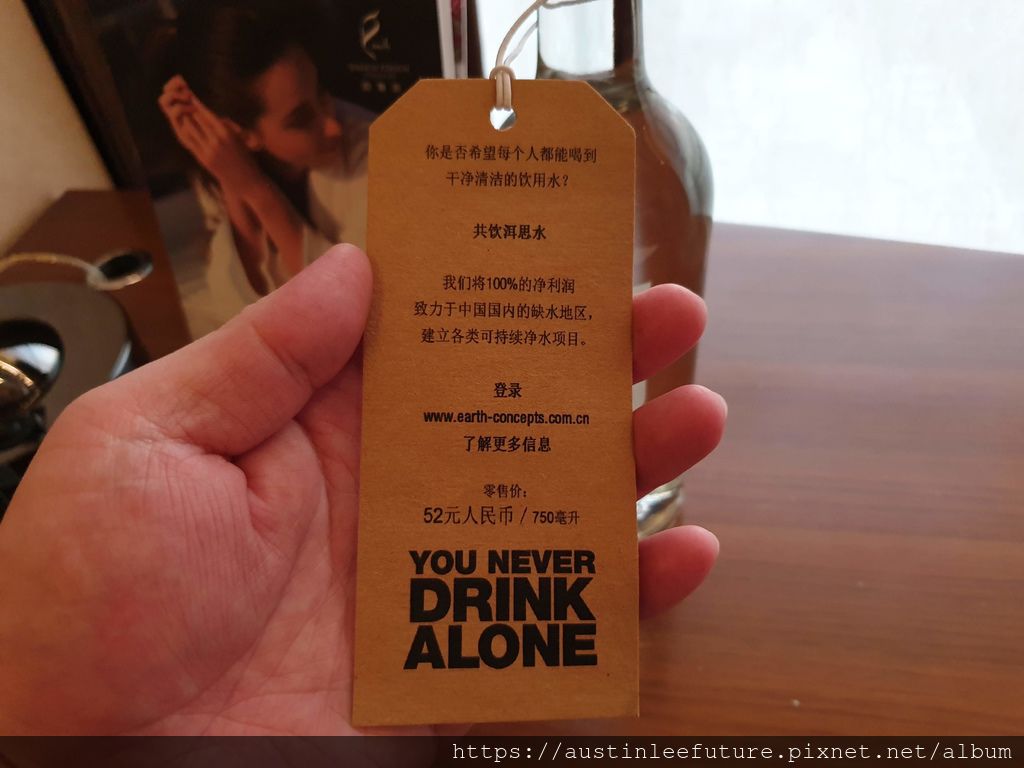 你是否希望每个人都能喝到
干净清洁的饮用水？
共饮洱思水
我们将100%的净利润
致力于中国国内的缺水地区，
建立各类可持续净水项目。
登录
www.earth-concepts.com.cn
了解更多信息
零售价：
52元人民币 / 750毫升
YOU NEVER
DRINK
ALONE
https://austinleefuture.pixnet.net/album